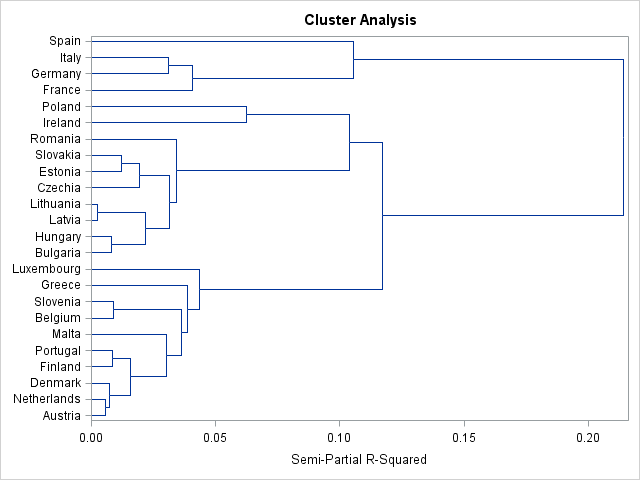 Cluster Analysis
Spain
Italy
Germany
France
Poland
Ireland
Romania
Slovakia
Estonia
Czechia
Lithuania
Latvia
Hungary
Bulgaria
Luxembourg
Greece
Slovenia
Belgium
Malta
Portugal
Finland
Denmark
Netherlands
Austria
0.00 0.05 0.10 0.15 0.20
Semi-Partial R-Squared